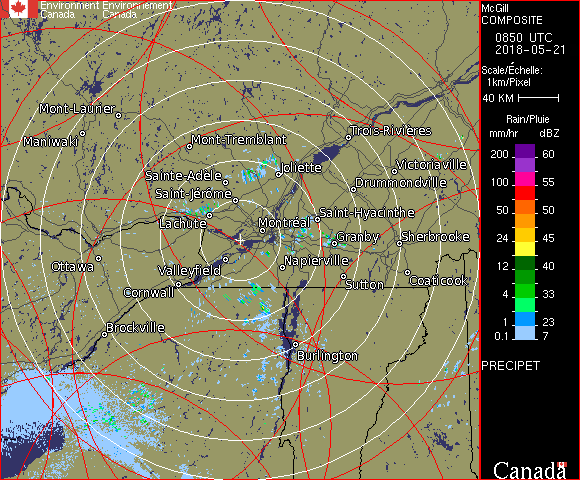 Environment Environnement
Canada Canada
McGill
COMPOSITE
0850 UTC
2018-05-21
Scale/Échelle:
1km/Pixel
40 KM
Rain/Pluie
mm/hr dBZ
200 60
100 55
50 50
24 45
12 40
4 33
1 23
0.1 7
PRECIPET
Mont-Laurier
Maniwaki
Mont-Tremblant
Trois-Rivières
Sainte-Adèle
Joliette
Victoriaville
Saint-Jérôme
Drummondville
Lachute
Montréal
Saint-Hyacinthe
Granby
Sherbrooke
Ottawa
Valleyfield
Napierville
Cornwall
Sutton
Coaticook
Brockville
Burlington
Canada